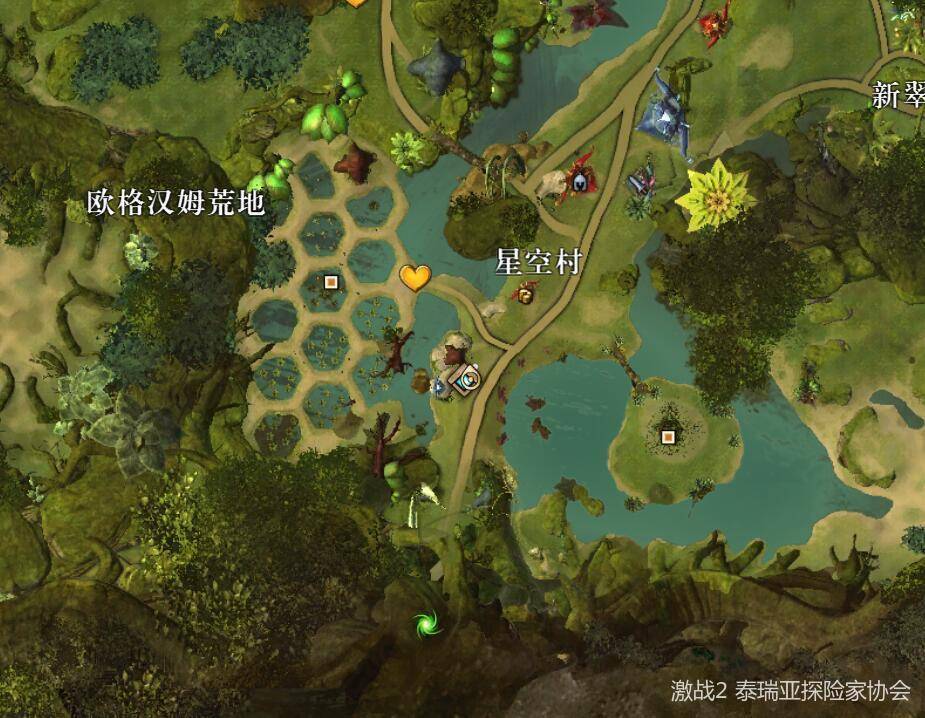 新翠
欧格汉姆荒地
星空村
激战2 泰瑞亚探险家协会